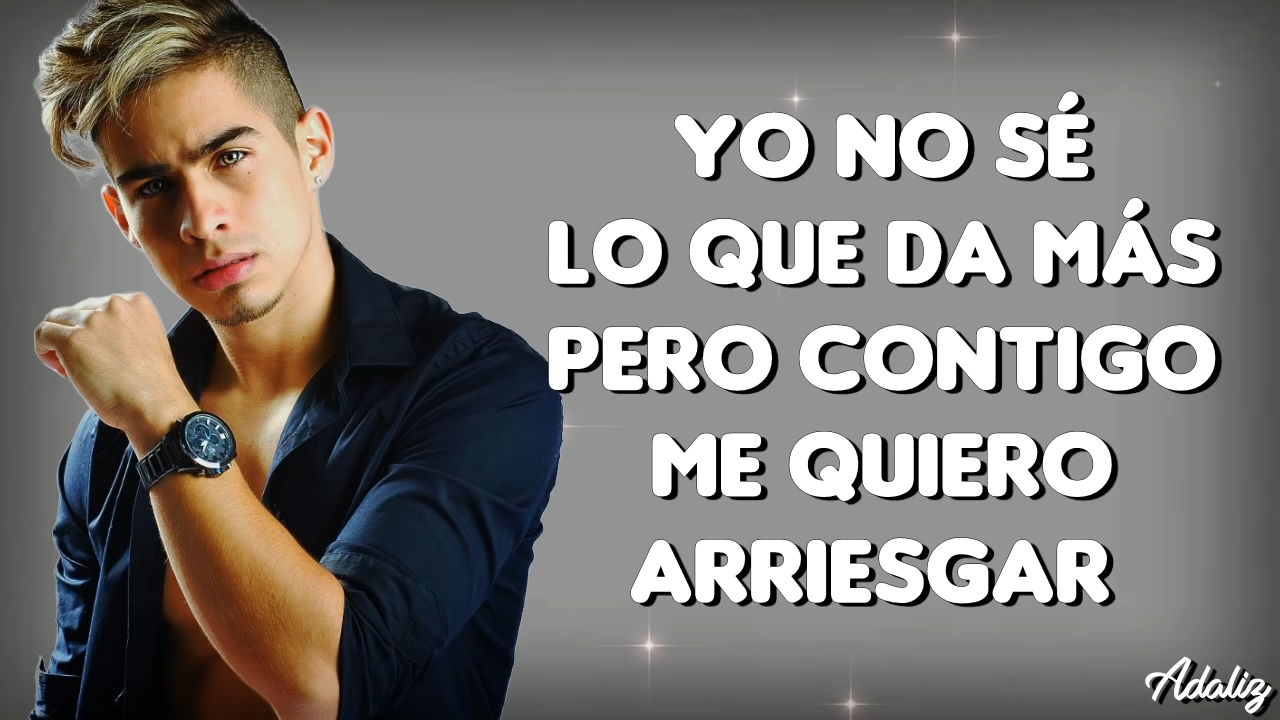 YO NO SÉ
LO QUE DA MÁS
PERO CONTIGO
ME QUIERO
ARRIESGAR
Adaliz